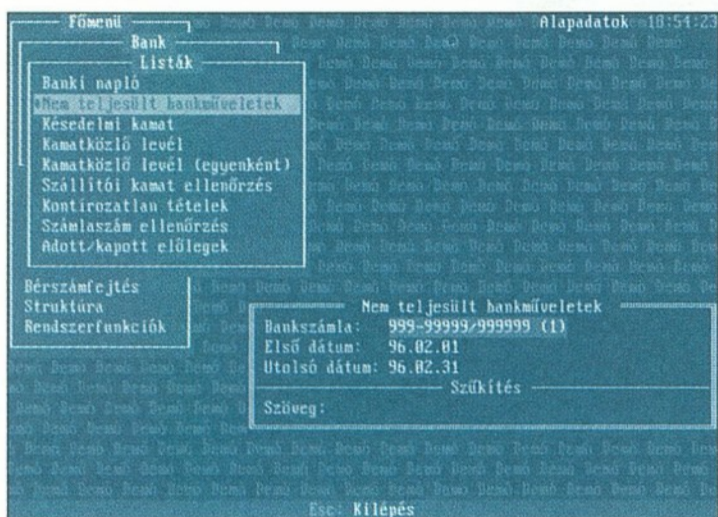 Főmenü
Alapadatok 18:54:23
Bank
Listák
Banki napló
Nem teljesült bankműveletek
Késedelmi kamat
Kamatközlő levél
Kamatközlő levél (egyenként)
Szállítói kamat ellenőrzés
Kontírozatlan tételek
Számlaszám ellenőrzés
Adott/kapott előlegek
Bérszámfejtés
Struktúra
Rendszerfunkciók
Nem teljesült bankműveletek
Bankszámla: 999-99999/999999 (1)
Első dátum: 96.02.01
Utolsó dátum: 96.02.31
Szűkítés
Szöveg:
Esc: Kilépés